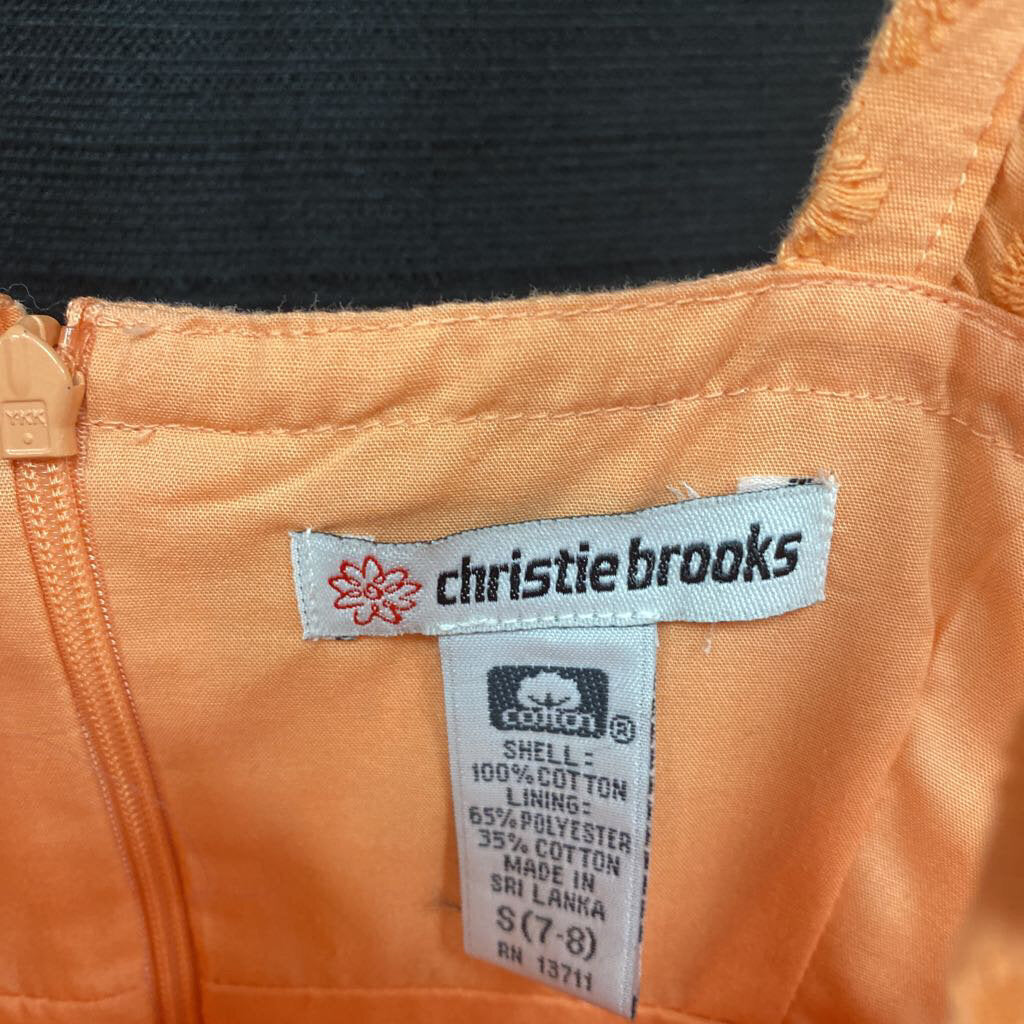 YKK
christie brooks
cotton ®
SHELL:
100% COTTON
LINING:
65% POLYESTER
35% COTTON
MADE IN
SRI LANKA
S (7-8)
RN 13711